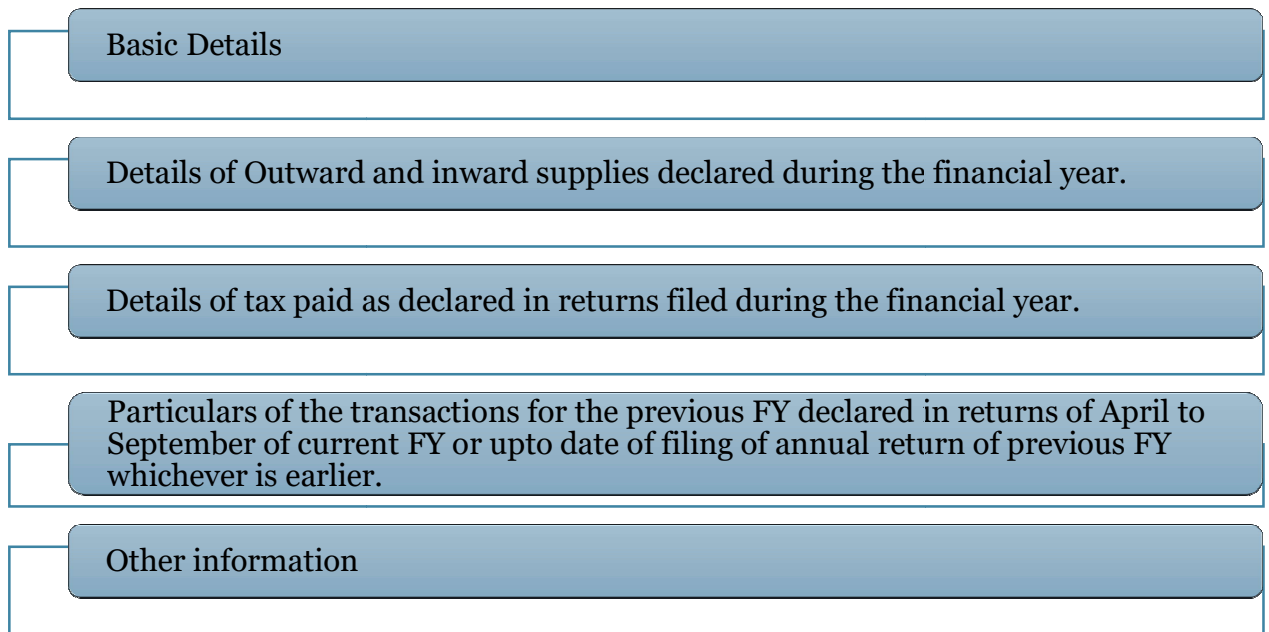 Basic Details
Details of Outward and inward supplies declared during the financial year.
Details of tax paid as declared in returns filed during the financial year.
Particulars of the transactions for the previous FY declared in returns of April to
September of current FY or upto date of filing of annual return of previous FY
whichever is earlier.
Other information